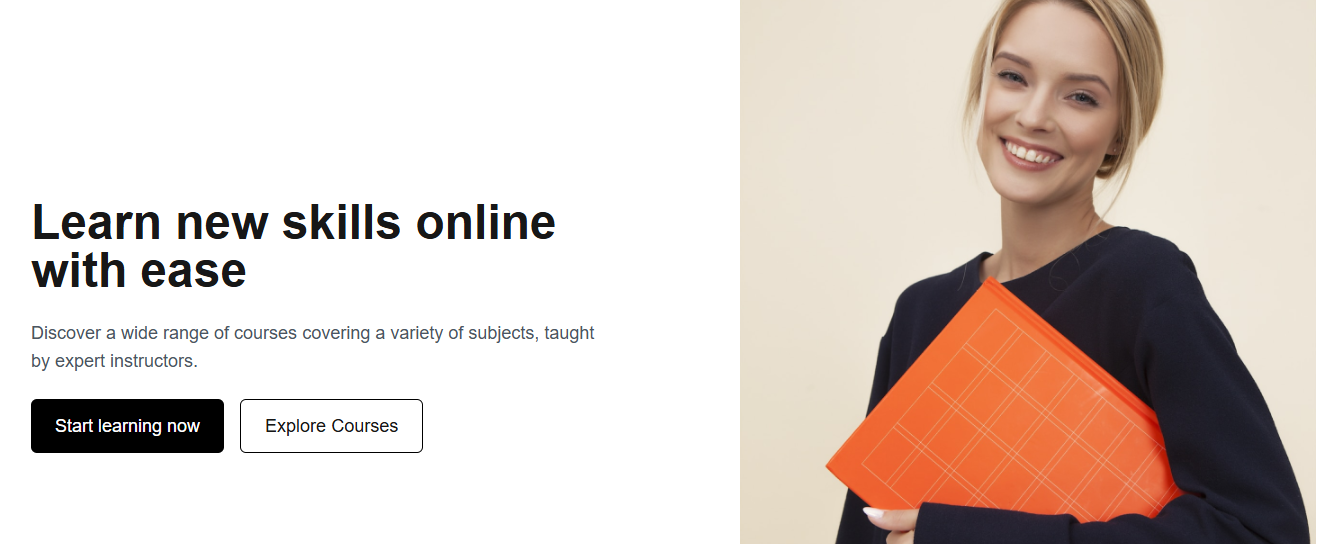 Learn new skills online
with ease
Discover a wide range of courses covering a variety of subjects, taught
by expert instructors.
Start learning now
Explore Courses